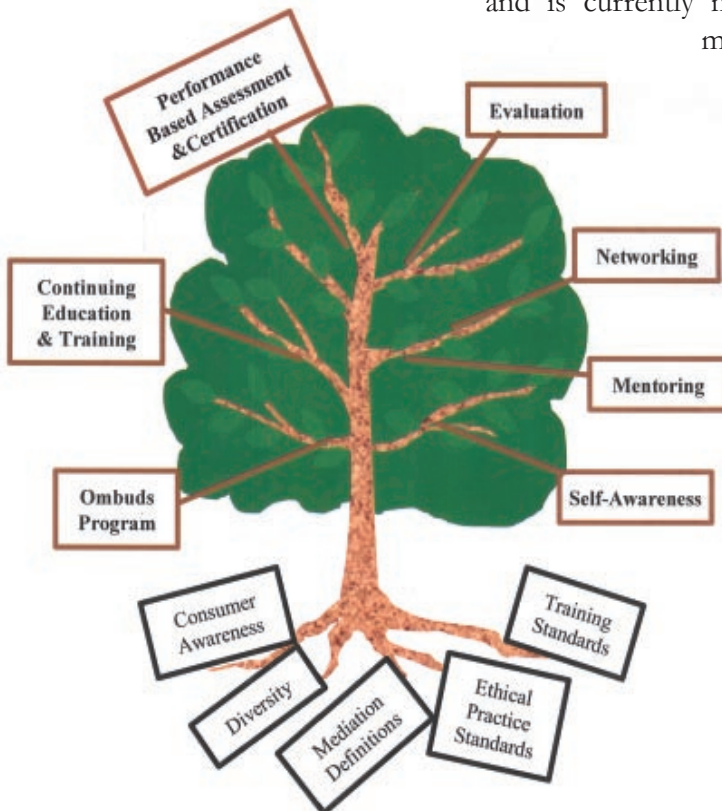 and is currently
Performance
Based Assessment
&Certification
Evaluation
Continuing
Education
& Training
Networking
Mentoring
Ombuds
Program
Self-Awareness
Consumer
Awareness
Diversity
Mediation
Definitions
Ethical
Practice
Standards
Training
Standards